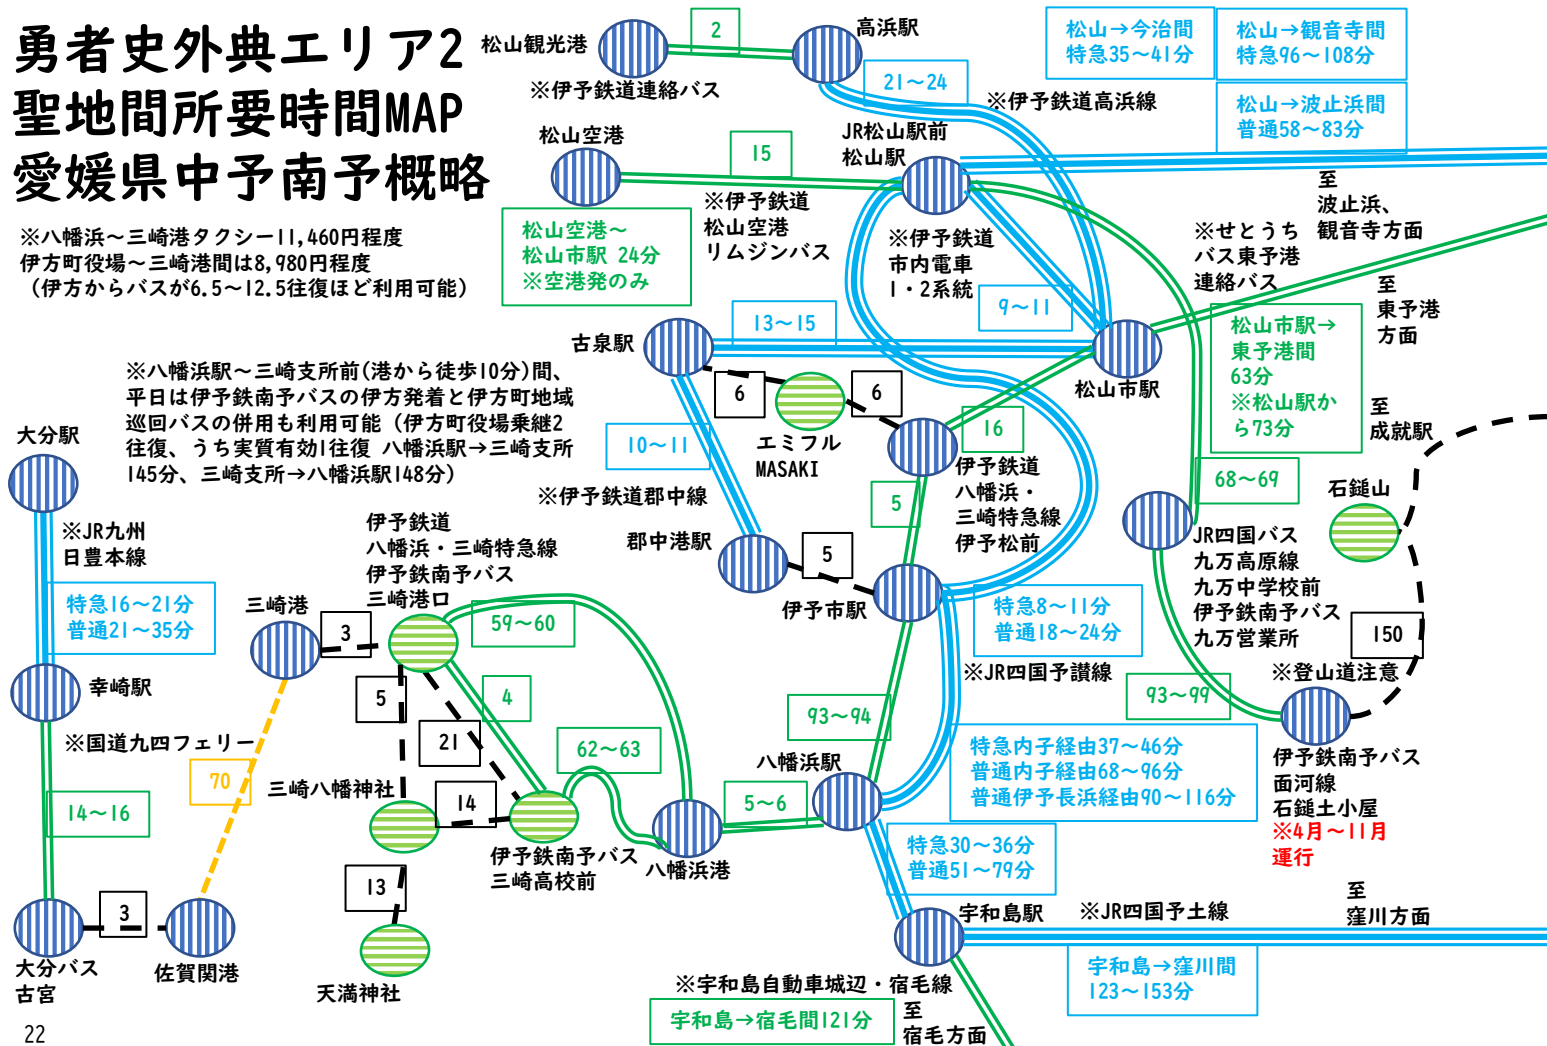 勇者史外典エリア2
聖地間所要時間MAP
愛媛県中予南予概略
※八幡浜～三崎港タクシー11,460円程度
伊方町役場～三崎港間は8,980円程度
（伊方からバスが6.5～12.5往復ほど利用可能）
松山観光港
2
高浜駅
※伊予鉄道連絡バス
21～24
※伊予鉄道高浜線
松山→今治間
特急35～41分
松山→観音寺間
特急96～108分
松山→波止浜間
普通58～83分
松山空港
15
JR松山駅前
松山駅
※伊予鉄道
松山空港
リムジンバス
松山空港～
松山市駅 24分
※空港発のみ
※伊予鉄道
市内電車
1・2系統
9～11
至
波止浜、
観音寺方面
※せとうち
バス東予港
連絡バス
至
東予港
方面
松山市駅→
東予港間
63分
※松山駅か
ら73分
古泉駅
13～15
松山市駅
6
6
エミフル
MASAKI
16
10～11
※伊予鉄道郡中線
伊予鉄道
八幡浜・
三崎特急線
伊予松前
5
郡中港駅
5
伊予市駅
特急8～11分
普通18～24分
※JR四国予讃線
至
成就駅
68～69
石鎚山
JR四国バス
久万高原線
久万中学校前
伊予鉄南予バス
久万営業所
150
※登山道注意
93～99
伊予鉄南予バス
面河線
石鎚土小屋
※4月～11月
運行
※八幡浜駅～三崎支所前(港から徒歩10分)間、
平日は伊予鉄南予バスの伊方発着と伊方町地域
巡回バスの併用も利用可能（伊方町役場乗継2
往復、うち実質有効1往復 八幡浜駅→三崎支所
145分、三崎支所→八幡浜駅148分）
大分駅
※JR九州
日豊本線
特急16～21分
普通21～35分
幸崎駅
※国道九四フェリー
70
14～16
3
大分バス
古宮
佐賀関港
三崎港
3
伊予鉄道
八幡浜・三崎特急線
伊予鉄南予バス
三崎港口
59～60
5
4
21
62～63
三崎八幡神社
14
伊予鉄南予バス
三崎高校前
13
天満神社
八幡浜港
5～6
八幡浜駅
93～94
特急内子経由37～46分
普通内子経由68～96分
普通伊予長浜経由90～116分
特急30～36分
普通51～79分
宇和島駅
※JR四国予土線
至
窪川方面
宇和島→窪川間
123～153分
※宇和島自動車城辺・宿毛線
宇和島→宿毛間121分
至
宿毛方面
22